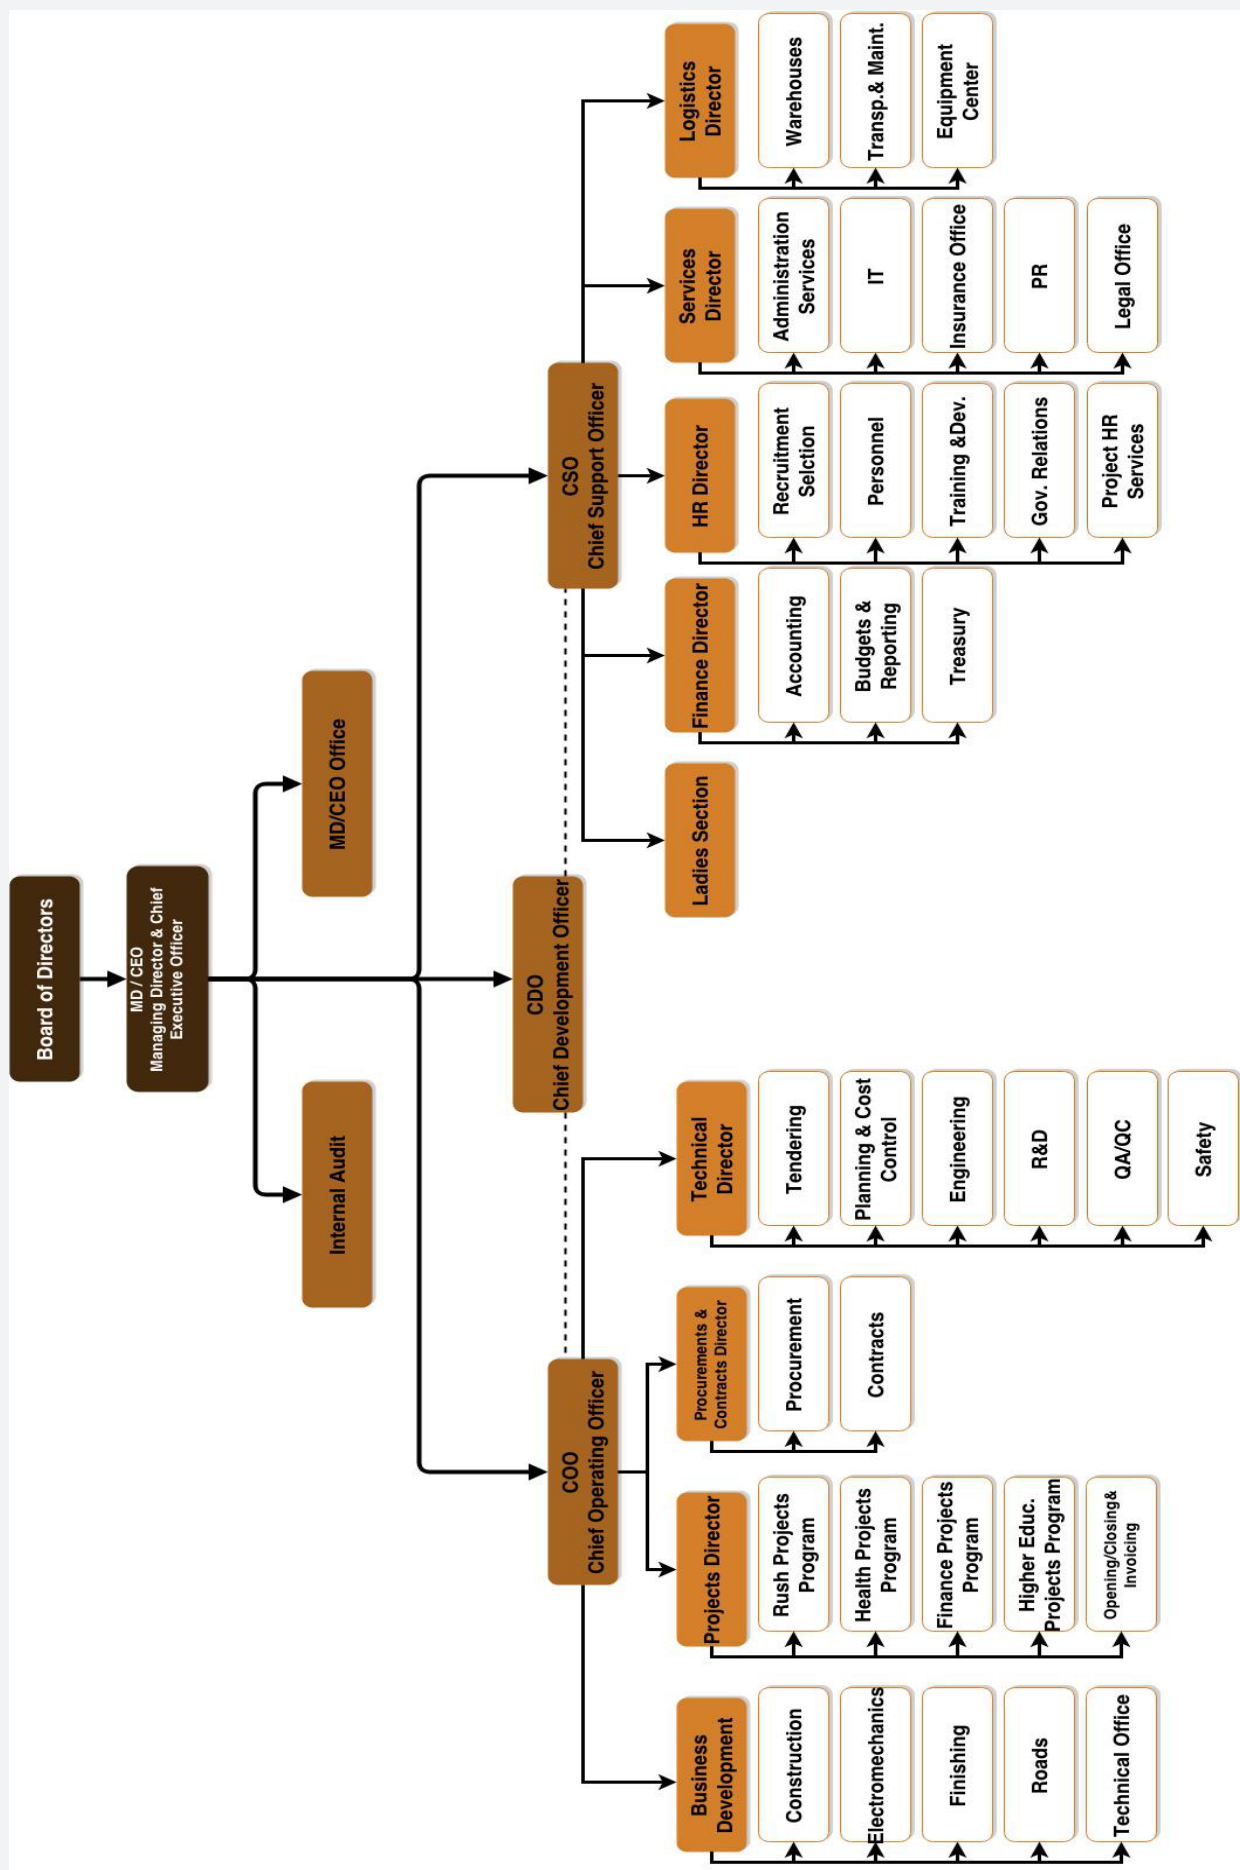 Board of Directors
MD / CEO
Managing Director & Chief
Executive Officer
Internal Audit
MD/CEO Office
CDO
Chief Development Officer
COO
Chief Operating Officer
CSO
Chief Support Officer
Business
Development
Construction
Electromechanics
Finishing
Roads
Technical Office
Projects Director
Rush Projects
Program
Health Projects
Program
Finance Projects
Program
Higher Educ.
Projects Program
Opening/Closing&
Invoicing
Procurements &
Contracts Director
Procurement
Contracts
Technical
Director
Tendering
Planning & Cost
Control
Engineering
R&D
QA/QC
Safety
Ladies Section
Finance Director
Accounting
Budgets &
Reporting
Treasury
HR Director
Recruitment
Selction
Personnel
Training &Dev.
Gov. Relations
Project HR
Services
Services
Director
Administration
Services
IT
Insurance Office
PR
Legal Office
Logistics
Director
Warehouses
Transp.& Maint.
Equipment
Center